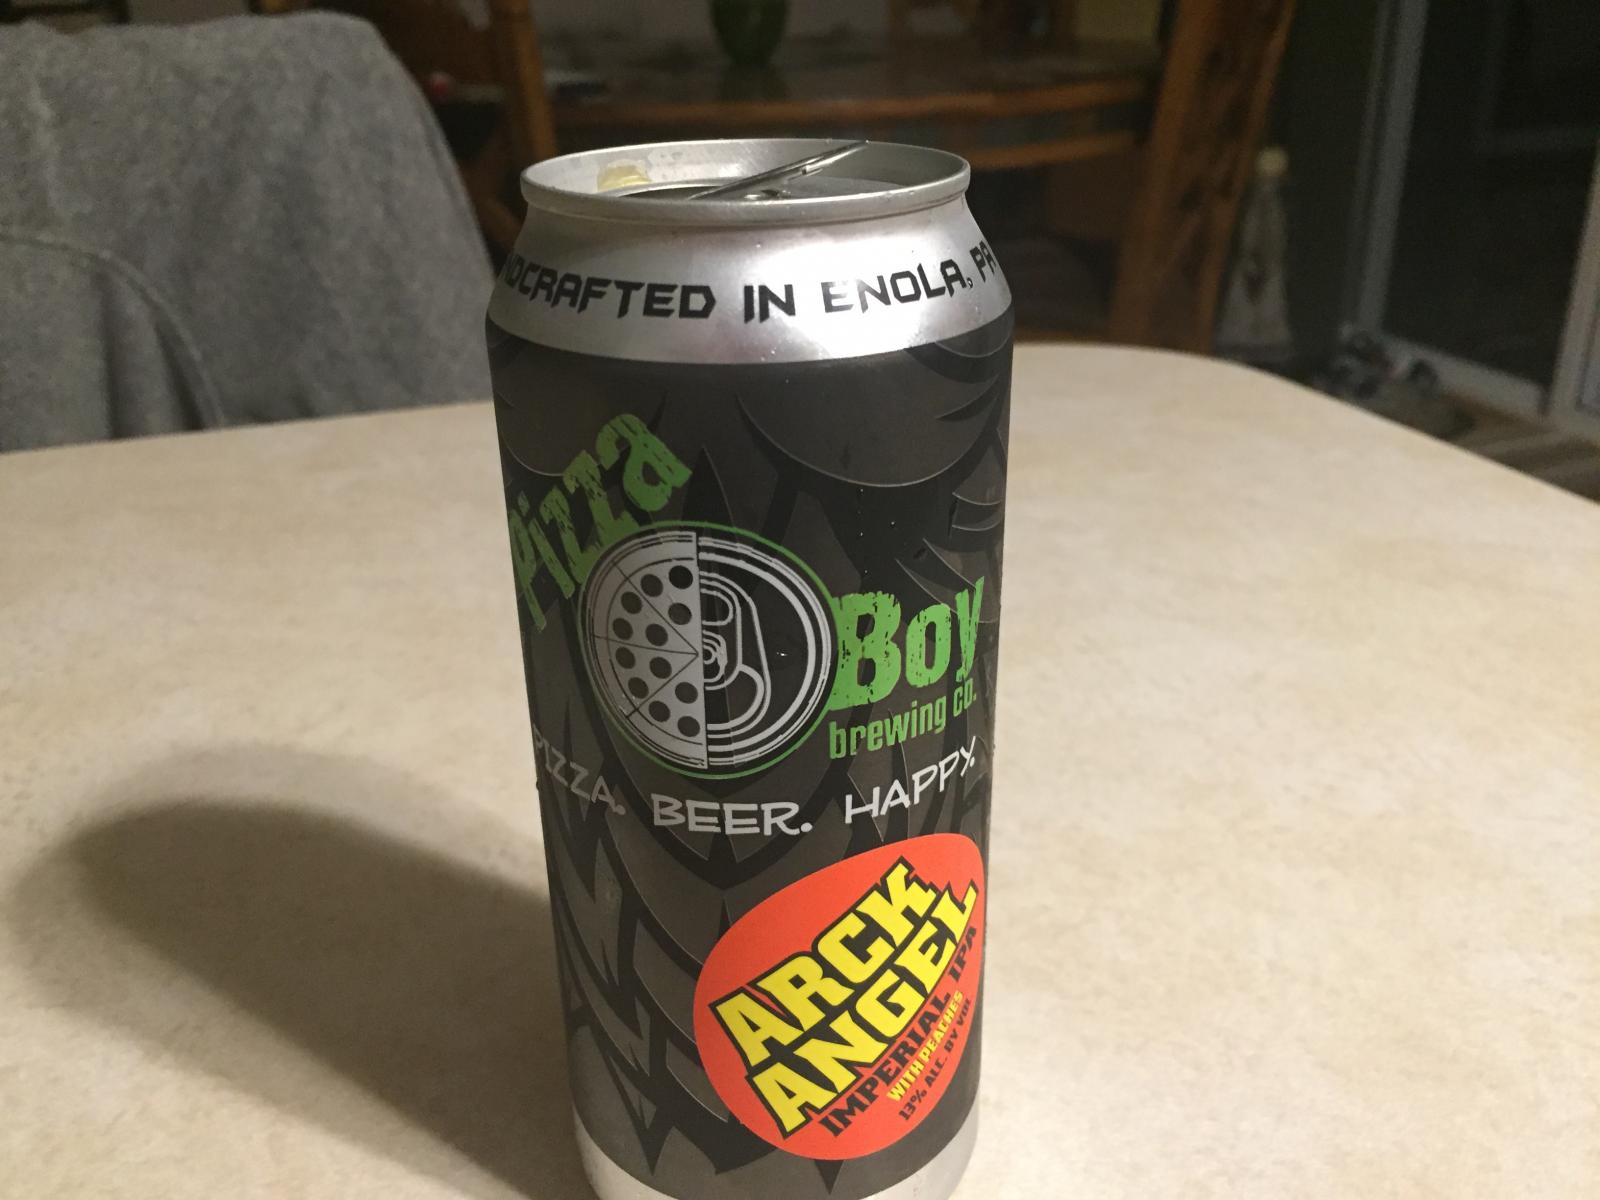 NDCRAFTED IN ENOLA, PA
Pizza
Boy
brewing co.
PIZZA. BEER. HAPPY.
ARCK
ANGEL
IMPERIAL IPA
WITH PEACHES
13% ALC. BY VOL